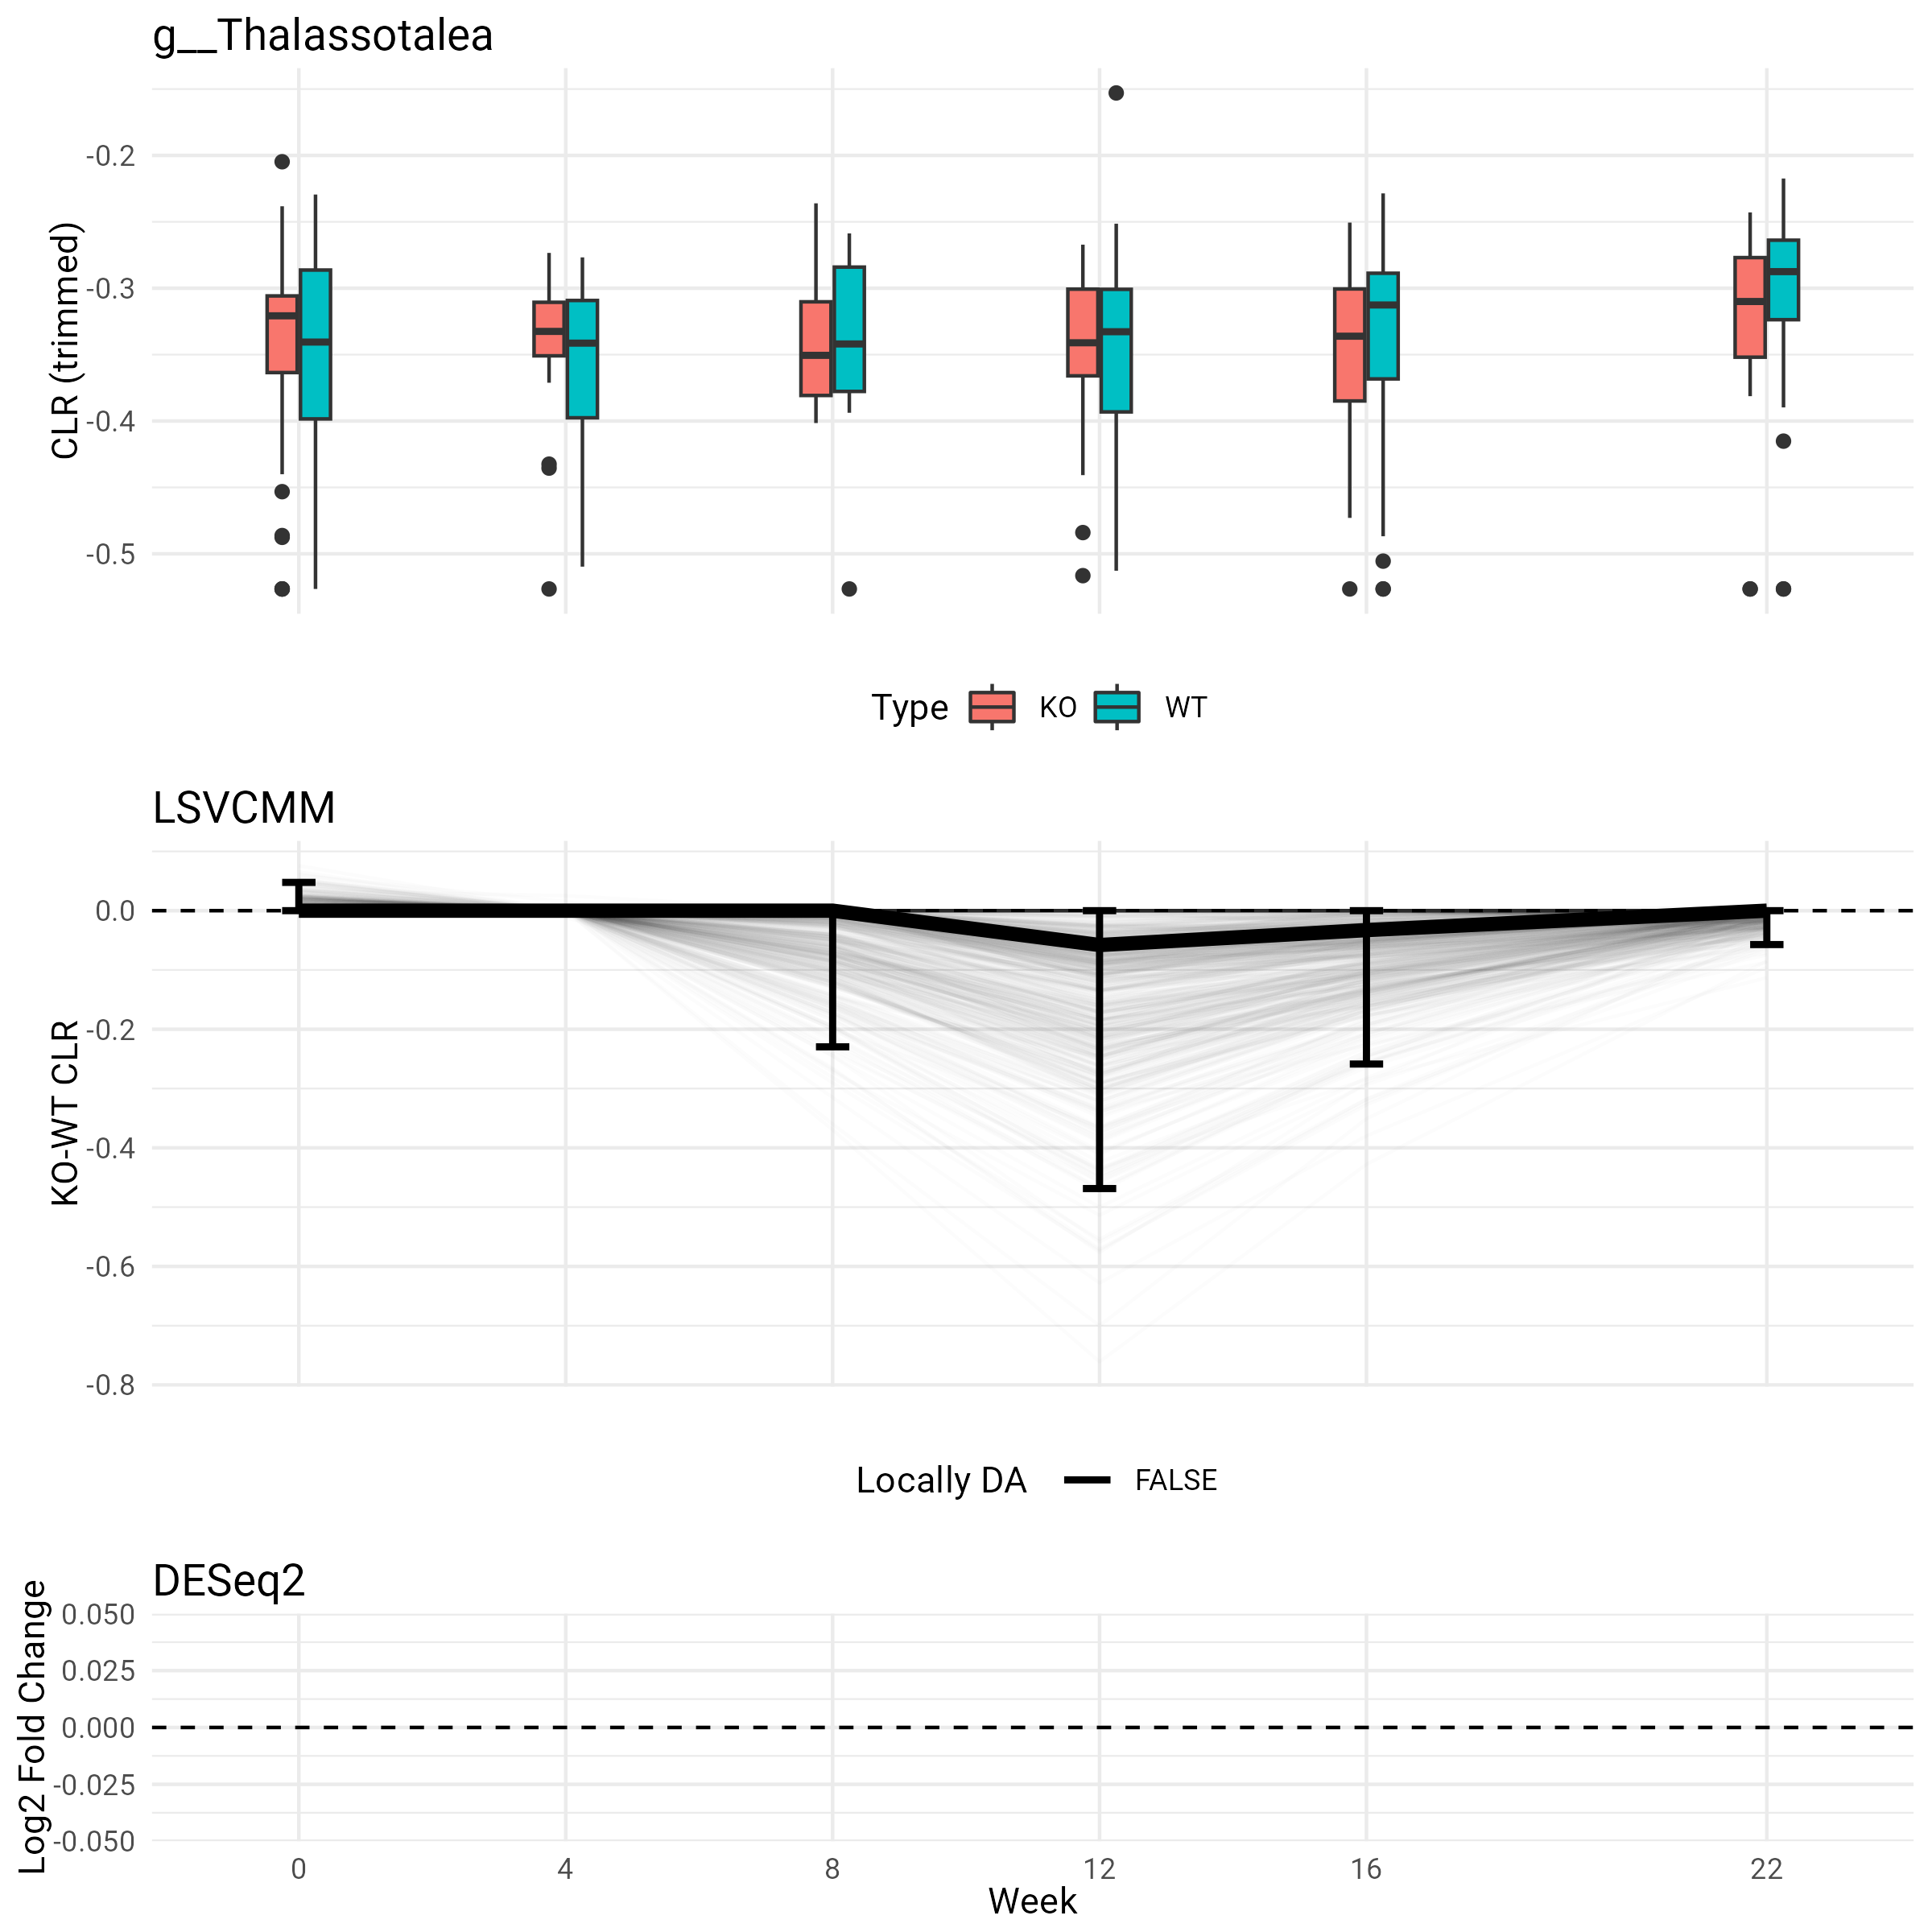 g__Thalassotalea
CLR (trimmed)
-0.2
-0.3
-0.4
-0.5
Type KO WT
LSVCMM
KO-WT CLR
0.0
-0.2
-0.4
-0.6
-0.8
Locally DA FALSE
DESeq2
Log2 Fold Change
0.050
0.025
0.000
-0.025
-0.050
0 4 8 12 16 22
Week